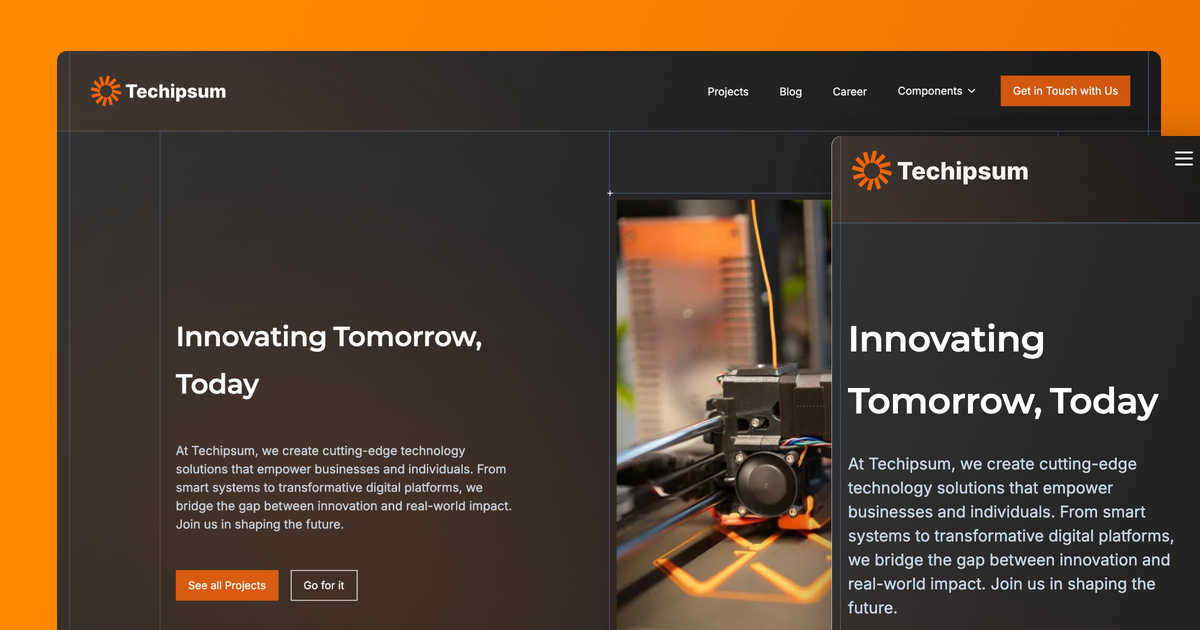 Techipsum
Projects
Blog
Career
Components
Get in Touch with Us
Innovating Tomorrow,
Today
At Techipsum, we create cutting-edge technology
solutions that empower businesses and individuals. From
smart systems to transformative digital platforms, we
bridge the gap between innovation and real-world impact.
Join us in shaping the future.
See all Projects
Go for it
Techipsum
Innovating
Tomorrow, Today
At Techipsum, we create cutting-edge
technology solutions that empower
businesses and individuals. From smart
systems to transformative digital platforms,
we bridge the gap between innovation and
real-world impact. Join us in shaping the
future.